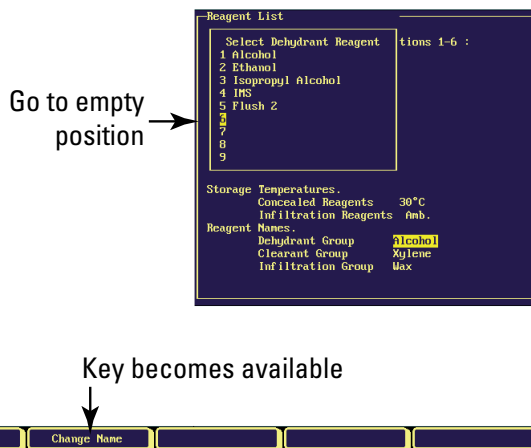 Reagent List
Select Dehydrant Reagent tions 1-6 :
1 Alcohol
2 Ethanol
3 Isopropyl Alcohol
4 IMS
5 Flush 2
6
7
8
9
Go to empty
position
Storage Temperatures.
Concealed Reagents 30°C
Infiltration Reagents Amb.
Reagent Names.
Dehydrant Group Alcohol
Clearant Group Xylene
Infiltration Group Wax
Key becomes available
Change Name